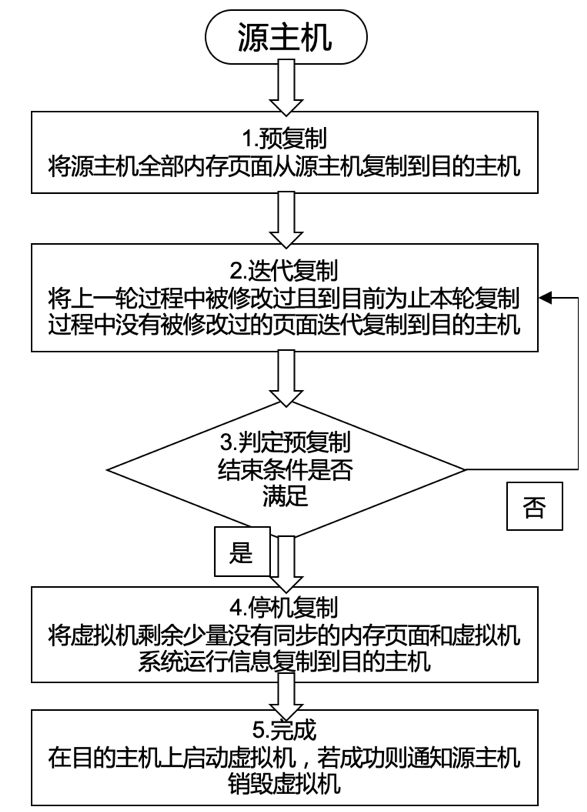 源主机
1.预复制
将源主机全部内存页面从源主机复制到目的主机
2.迭代复制
将上一轮过程中被修改过且到目前为止本轮复制
过程中没有被修改过的页面迭代复制到目的主机
3.判定预复制
结束条件是否
满足
否
是
4.停机复制
将虚拟机剩余少量没有同步的内存页面和虚拟机
系统运行信息复制到目的主机
5.完成
在目的主机上启动虚拟机，若成功则通知源主机
销毁虚拟机